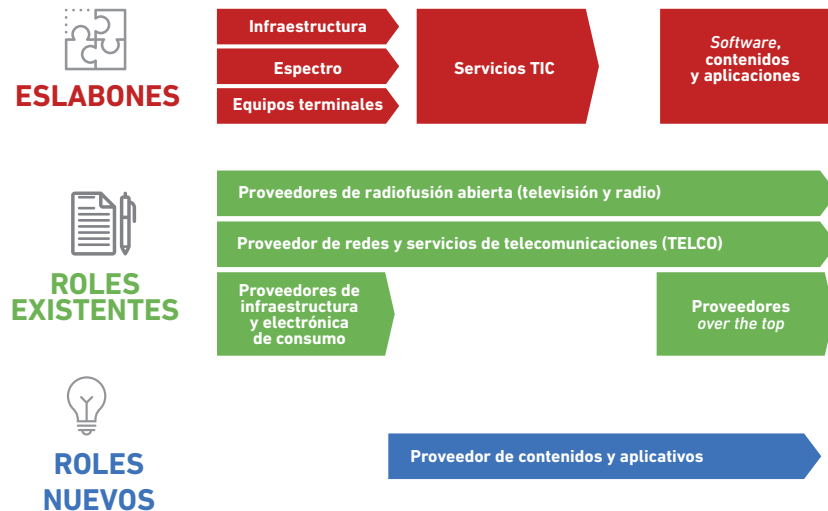 ESLABONES
Infraestructura
Espectro
Equipos terminales
Servicios TIC
Software,
contenidos
y aplicaciones
ROLES
EXISTENTES
Proveedores de radiofusión abierta (televisión y radio)
Proveedor de redes y servicios de telecomunicaciones (TELCO)
Proveedores de
infraestructura
y electrónica
de consumo
Proveedores
over the top
ROLES
NUEVOS
Proveedor de contenidos y aplicativos